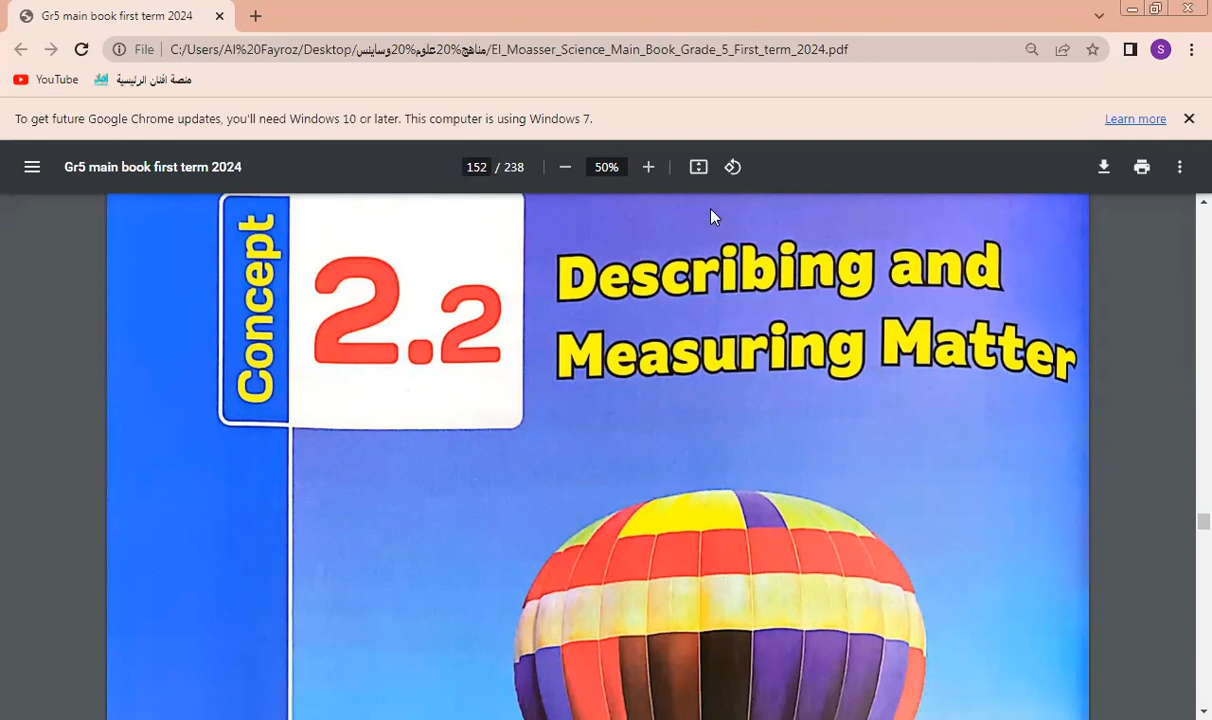 Gr5 main book first term 2024
File C:/Users/Al%20Fayroz/Desktop/مناهج%20علوم%20وساينس/El_Moasser_Science_Main_Book_Grade_5_First_term_2024.pdf
S
YouTube منصة أفنان الرئيسية
To get future Google Chrome updates, you'll need Windows 10 or later. This computer is using Windows 7. Learn more
Gr5 main book first term 2024 152 / 238 50%
Concept
2.2
Describing and
Measuring Matter